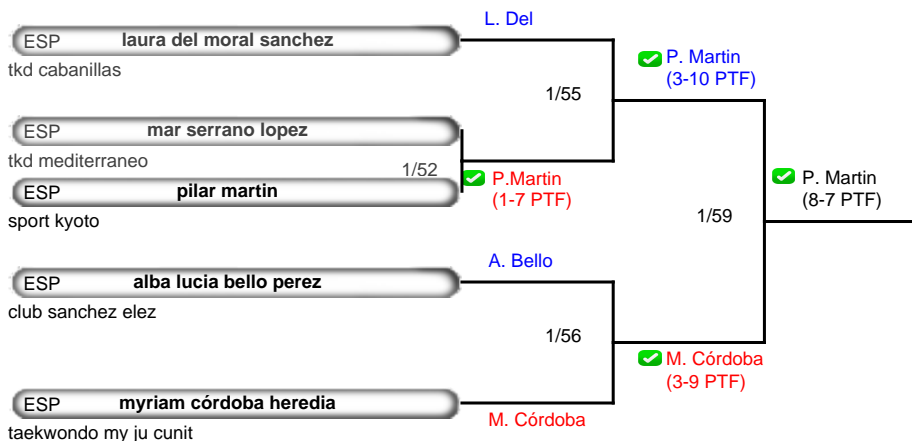 L. Del
ESP laura del moral sanchez
tkd cabanillas
P. Martin
(3-10 PTF)
1/55
ESP mar serrano lopez
tkd mediterraneo
1/52
P.Martin
(1-7 PTF)
ESP pilar martin
sport kyoto
P. Martin
(8-7 PTF)
1/59
A. Bello
ESP alba lucia bello perez
club sanchez elez
1/56
M. Córdoba
(3-9 PTF)
ESP myriam córdoba heredia
taekwondo my ju cunit
M. Córdoba